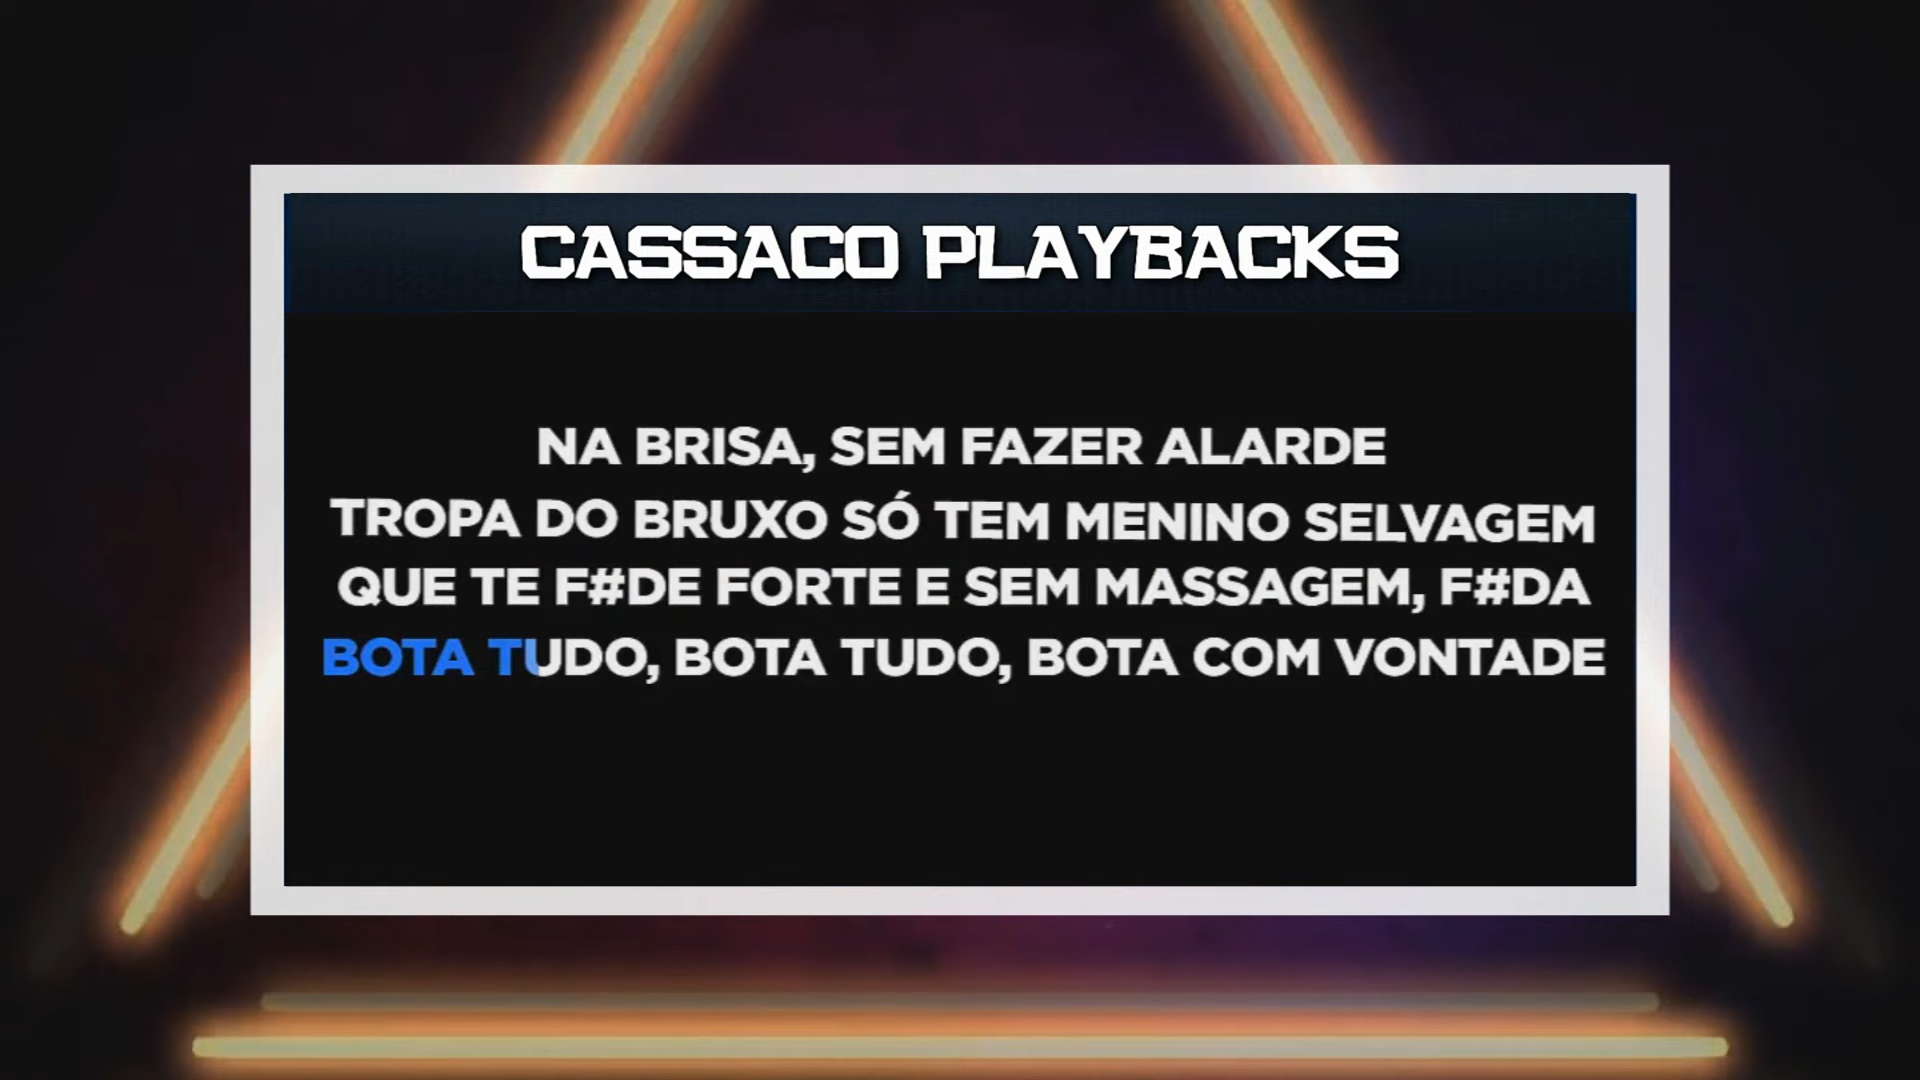 CASSACO PLAYBACKS
NA BRISA, SEM FAZER ALARDE
TROPA DO BRUXO SÓ TEM MENINO SELVAGEM
QUE TE F#DE FORTE E SEM MASSAGEM, F#DA
BOTA TUDO, BOTA TUDO, BOTA COM VONTADE